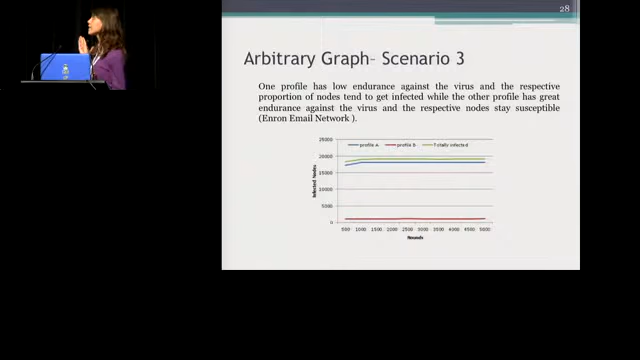 28
Arbitrary Graph– Scenario 3
One profile has low endurance against the virus and the respective
proportion of nodes tend to get infected while the other profile has great
endurance against the virus and the respective nodes stay susceptible
(Enron Email Network ).
25000
20000
15000
10000
5000
0
profile A profile B Totally infected
Infected Nodes
500 1000 1500 2000 2500 3000 3500 4000 4500 5000
Rounds